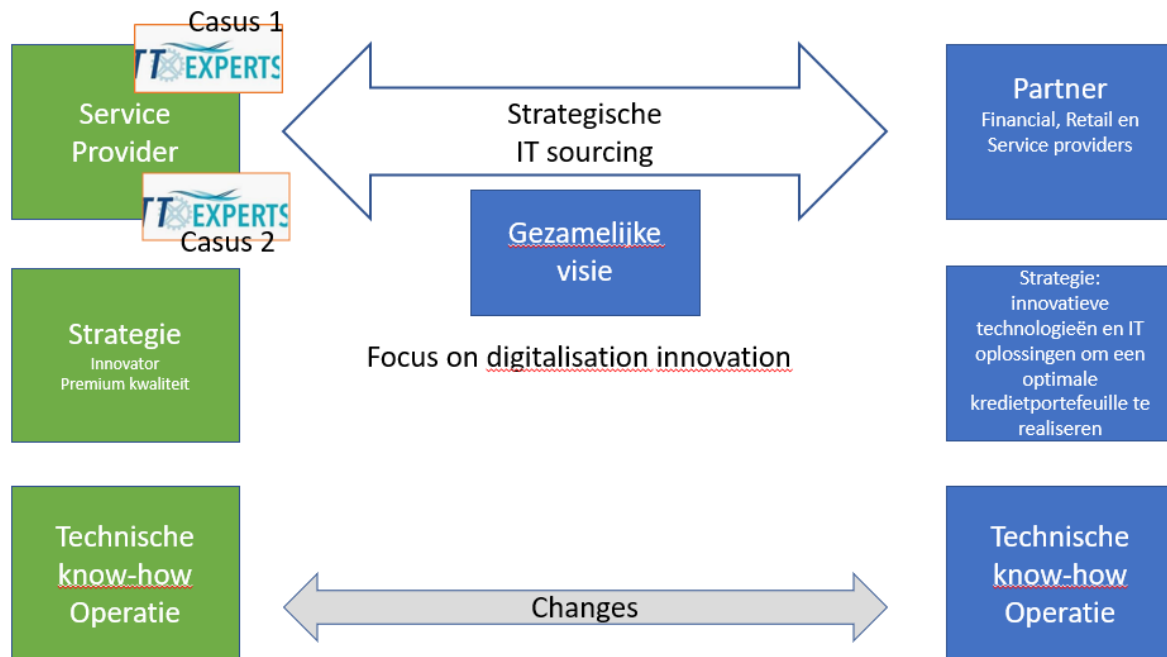 Casus 1
TT EXPERTS
Service
Provider
TT EXPERTS
Casus 2
Strategische
IT sourcing
Partner
Financial, Retail en
Service providers
Gezamelijke
visie
Strategie
Innovator
Premium kwaliteit
Focus on digitalisation innovation
Strategie:
innovatieve
technologieën en IT
oplossingen om een
optimale
kredietportefeuille te
realiseren
Technische
know-how
Operatie
Changes
Technische
know-how
Operatie